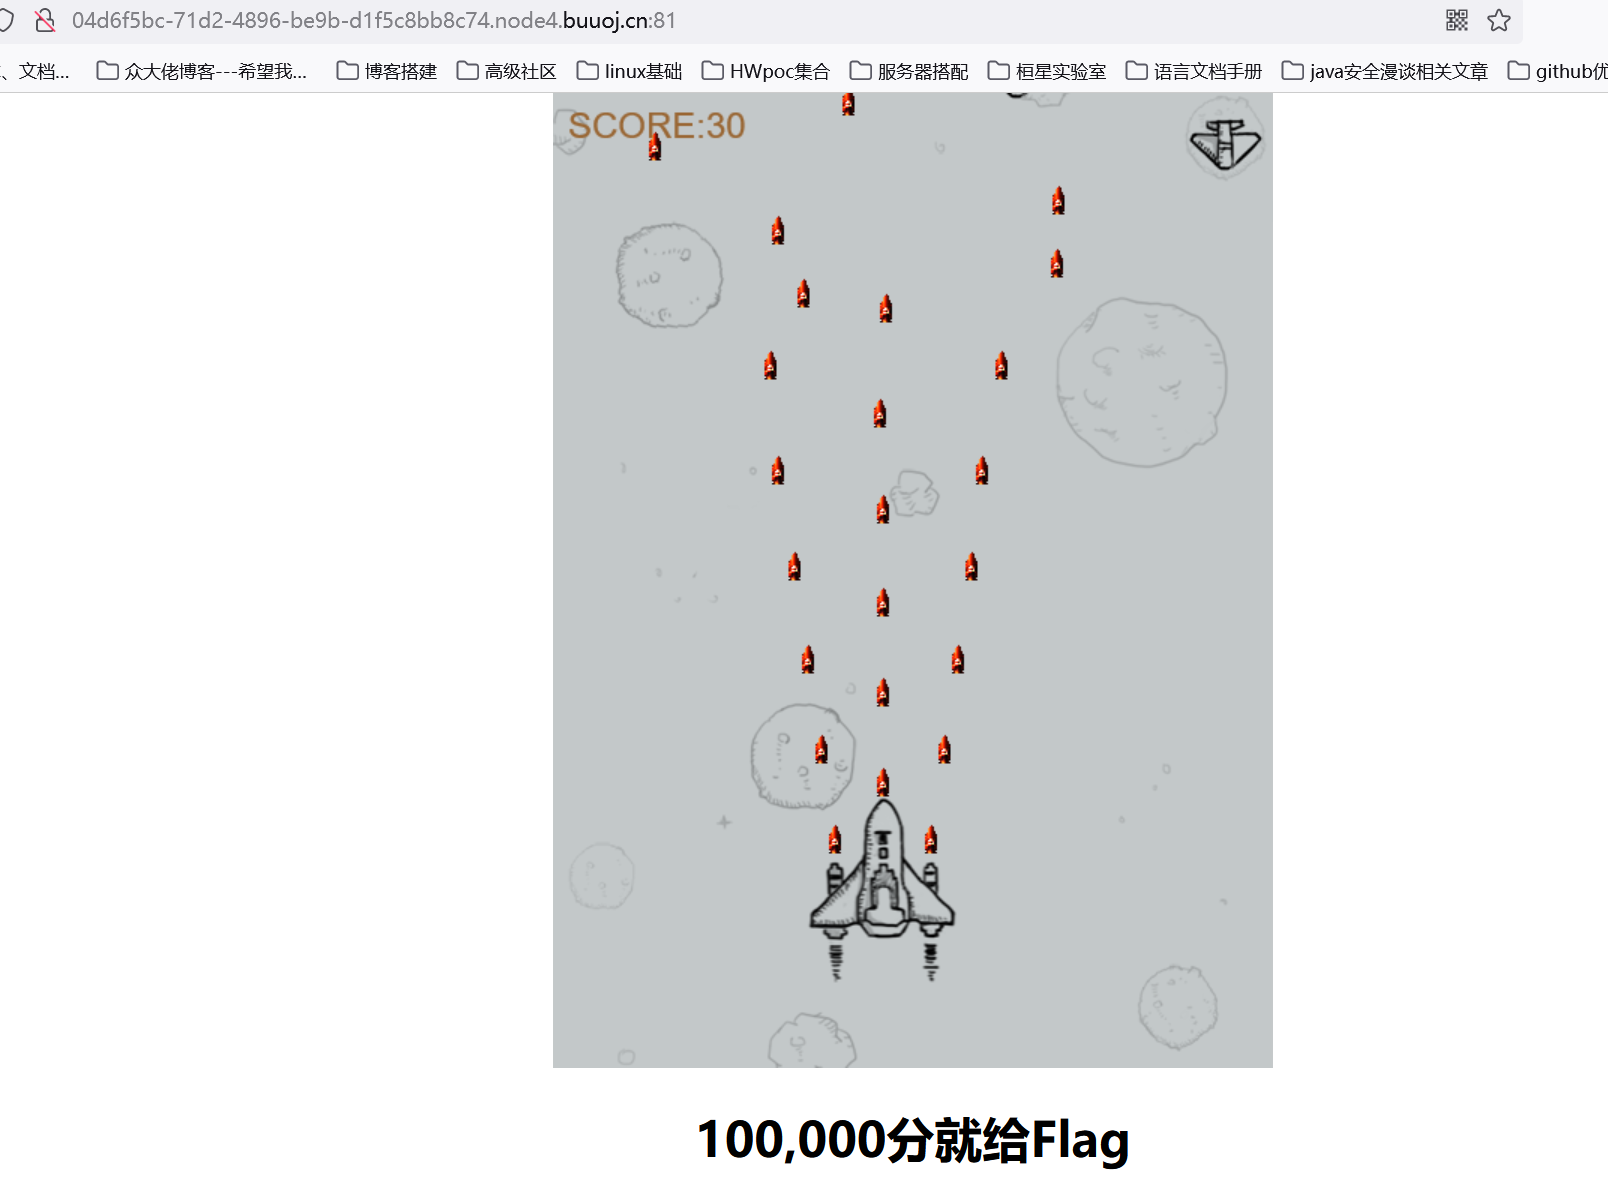 04d6f5bc-71d2-4896-be9b-d1f5c8bb8c74.node4.buuoj.cn:81
、文档... 众大佬博客---希望我... 博客搭建 高级社区 linux基础 HWpoc集合 服务器搭配 桓星实验室 语言文档手册 java安全漫谈相关文章 github优
SCORE:30
100,000分就给Flag